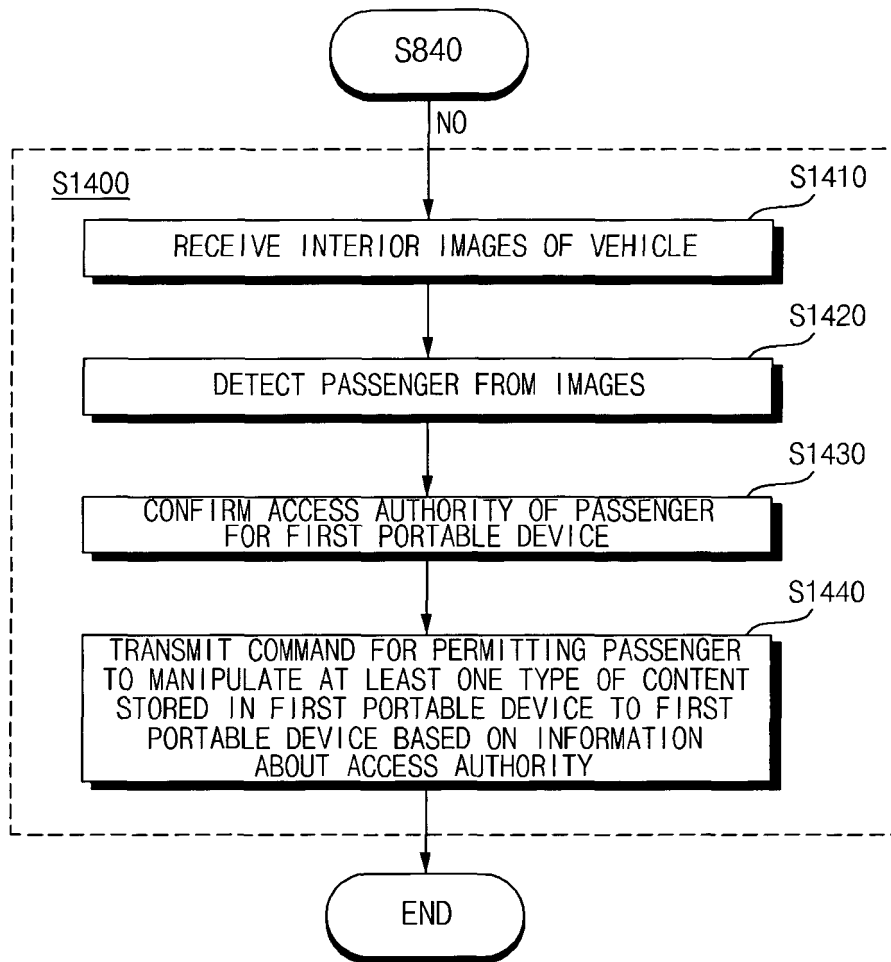 S840
NO
S1400
S1410
RECEIVE INTERIOR IMAGES OF VEHICLE
S1420
DETECT PASSENGER FROM IMAGES
S1430
CONFIRM ACCESS AUTHORITY OF PASSENGER
FOR FIRST PORTABLE DEVICE
S1440
TRANSMIT COMMAND FOR PERMITTING PASSENGER
TO MANIPULATE AT LEAST ONE TYPE OF CONTENT
STORED IN FIRST PORTABLE DEVICE TO FIRST
PORTABLE DEVICE BASED ON INFORMATION
ABOUT ACCESS AUTHORITY
END